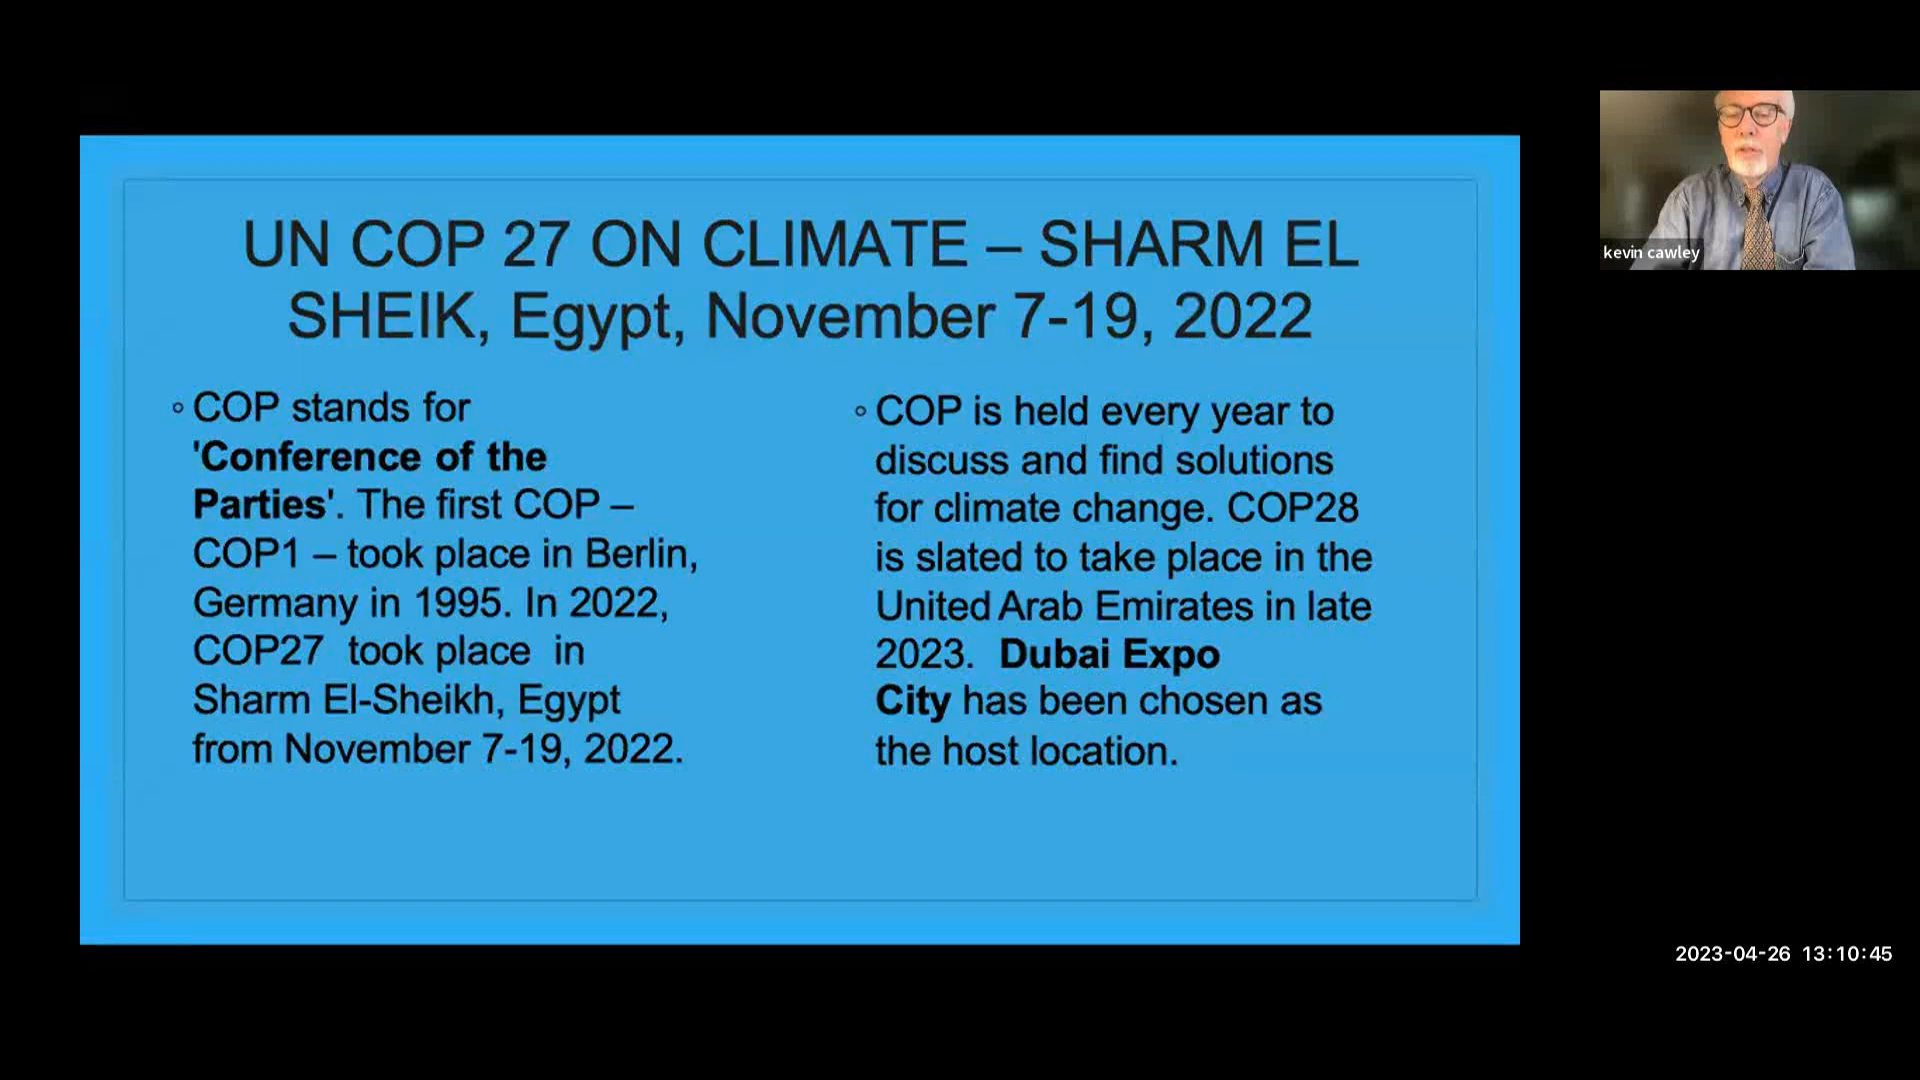 UN COP 27 ON CLIMATE – SHARM EL
SHEIK, Egypt, November 7-19, 2022
◦ COP stands for
'Conference of the
Parties'. The first COP –
COP1 – took place in Berlin,
Germany in 1995. In 2022,
COP27 took place in
Sharm El-Sheikh, Egypt
from November 7-19, 2022.
◦ COP is held every year to
discuss and find solutions
for climate change. COP28
is slated to take place in the
United Arab Emirates in late
2023. Dubai Expo
City has been chosen as
the host location.
kevin cawley
2023-04-26 13:10:45